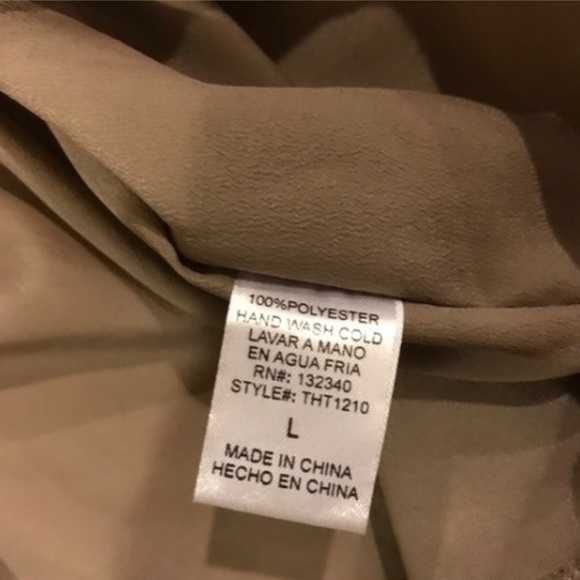 100%POLYESTER
HAND WASH COLD
LAVAR A MANO
EN AGUA FRIA
RN#: 132340
STYLE#: THT1210
L
MADE IN CHINA
HECHO EN CHINA